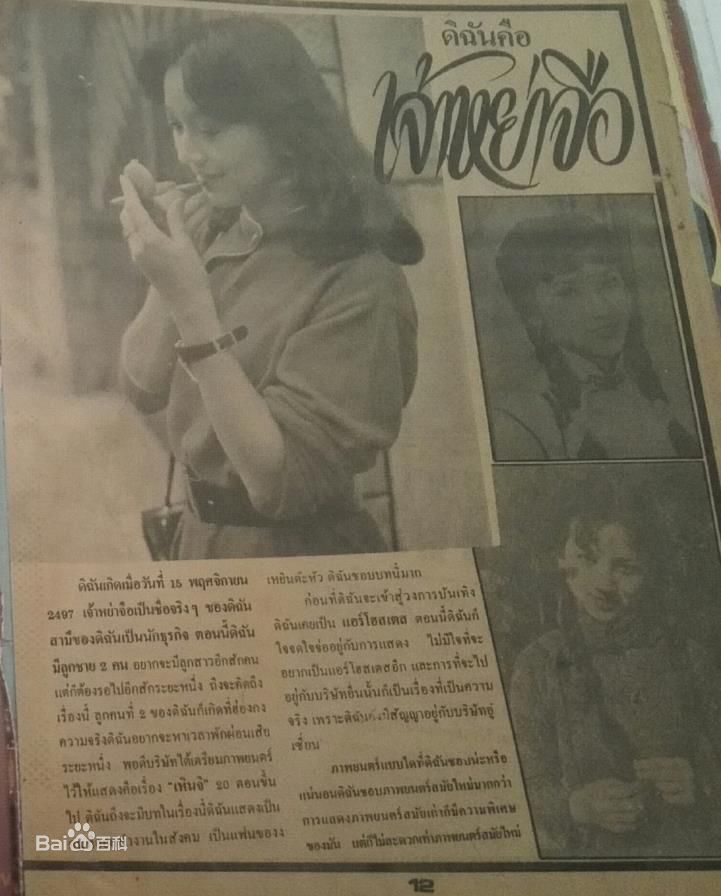 ดิฉันคือ
เจ้าหย่าจือ
ดิฉันเกิดเมื่อวันที่ 15 พฤศจิกายน
2497 เจ้าหย่าจือเป็นชื่อจริงๆ ของดิฉัน
สามีของดิฉันเป็นนักธุรกิจ ตอนนี้ดิฉัน
มีลูกชาย 2 คน อยากจะมีลูกสาวอีกสักคน
แต่ก็ต้องรอไปอีกสักระยะหนึ่ง ถึงจะคิดถึง
เรื่องนี้ ลูกคนที่ 2 ของดิฉันก็เกิดที่ฮ่องกง
ความจริงดิฉันอยากจะหาเวลาพักผ่อนเสีย
ระยะหนึ่ง พอดีบริษัทได้เตรียมภาพยนตร์
ไว้ให้แสดงคือเรื่อง "เทินจิ" 20 ตอนขึ้น
ไป ดิฉันถึงจะมีบทในเรื่องนี้ดิฉันแสดงเป็น
งานในสังคม เป็นแฟนของง
เหยินต๊ะหัว ดิฉันชอบบทนี้มาก
ก่อนที่ดิฉันจะเข้าสู่วงการบันเทิง
ดิฉันเคยเป็น แอร์โฮสเตส ตอนนี้ดิฉันก็
ใจจดใจจ่ออยู่กับการแสดง ไม่มีใจที่จะ
อยากเป็นแอร์โฮสเตสอีก และการที่จะไป
อยู่กับบริษัทอื่นนั้นก็เป็นเรื่องที่เป็นความ
จริง เพราะดิฉันยังมีสัญญาอยู่กับบริษัทอู่
เซี่ยน
ภาพยนตร์แบบใดที่ดิฉันชอบน่ะหรือ
แน่นอนดิฉันชอบภาพยนตร์สมัยใหม่มากกว่า
การแสดงภาพยนตร์สมัยเก่าก็มีความพิเศษ
ของมัน แต่ก็ไม่สะดวกเท่าภาพยนตร์สมัยใหม่
Bai du 百科
12